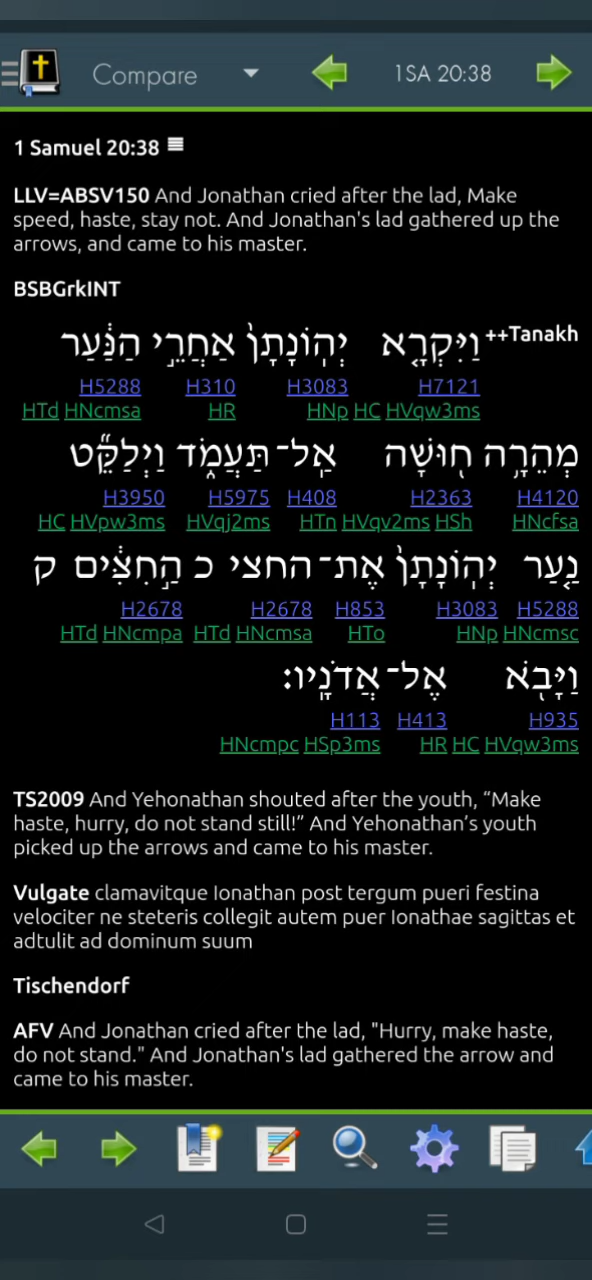 Compare
1SA 20:38
1 Samuel 20:38
LLV=ABSV150 And Jonathan cried after the lad, Make
speed, haste, stay not. And Jonathan's lad gathered up the
arrows, and came to his master.
BSBGrkINT
++Tanakh וַיִּקְרָ֤א יְהֽוֹנָתָן֙ אַחֲרֵ֣י הַנַּ֔עַר
H5288 H310 H3083 H7121
HTd HNcmsa HR HNp HC HVqw3ms
מְהֵרָ֥ה ח֖וּשָׁה אַֽל־ תַּעֲמֹ֑ד וַיְלַקֵּ֞ט
H3950 H5975 H408 H2363 H4120
HC HVpw3ms HVqj2ms HTn HVqv2ms HSh HNcfsa
נַ֤עַר יְהֽוֹנָתָן֙ אֶת־ החצי כ הַ֣חִצִּ֔ים ק
H2678 H2678 H853 H3083 H5288
HTd HNcmpa HTd HNcmsa HTo HNp HNcmsc
וַיָּבֹ֖א אֶל־ אֲדֹנָֽיו׃
H113 H413 H935
HNcmpc HSp3ms HR HC HVqw3ms
TS2009 And Yehonathan shouted after the youth, “Make
haste, hurry, do not stand still!” And Yehonathan’s youth
picked up the arrows and came to his master.
Vulgate clamavitque Ionathan post tergum pueri festina
velociter ne steteris collegit autem puer Ionathae sagittas et
adtulit ad dominum suum
Tischendorf
AFV And Jonathan cried after the lad, "Hurry, make haste,
do not stand." And Jonathan's lad gathered the arrow and
came to his master.